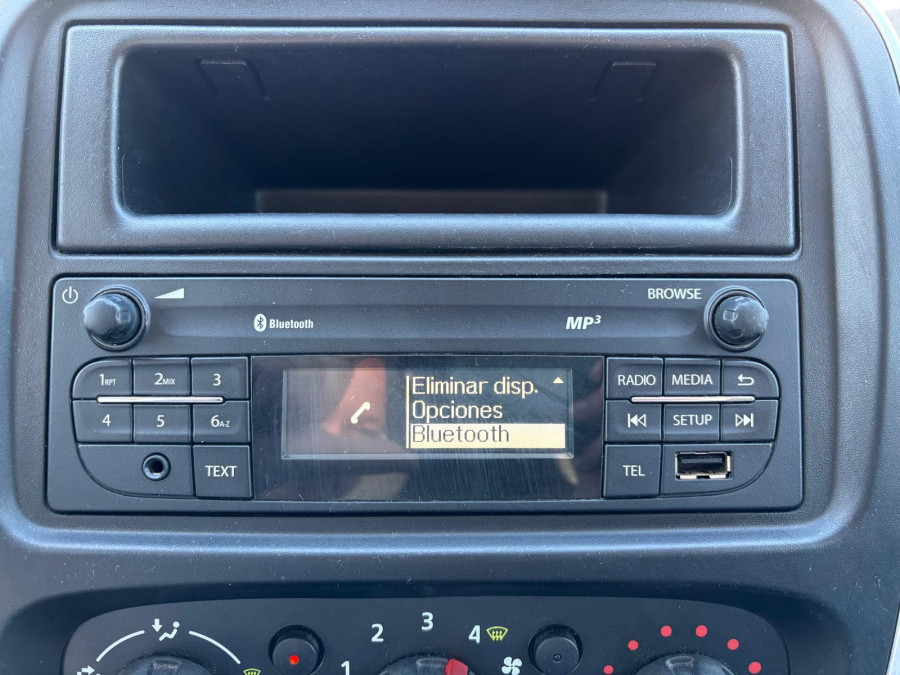 BROWSE
Bluetooth
MP3
1RPT 2MIX 3
4 5 6A-Z
TEXT
Eliminar disp.
Opciones
Bluetooth
RADIO MEDIA
SETUP
TEL
1 2 3 4